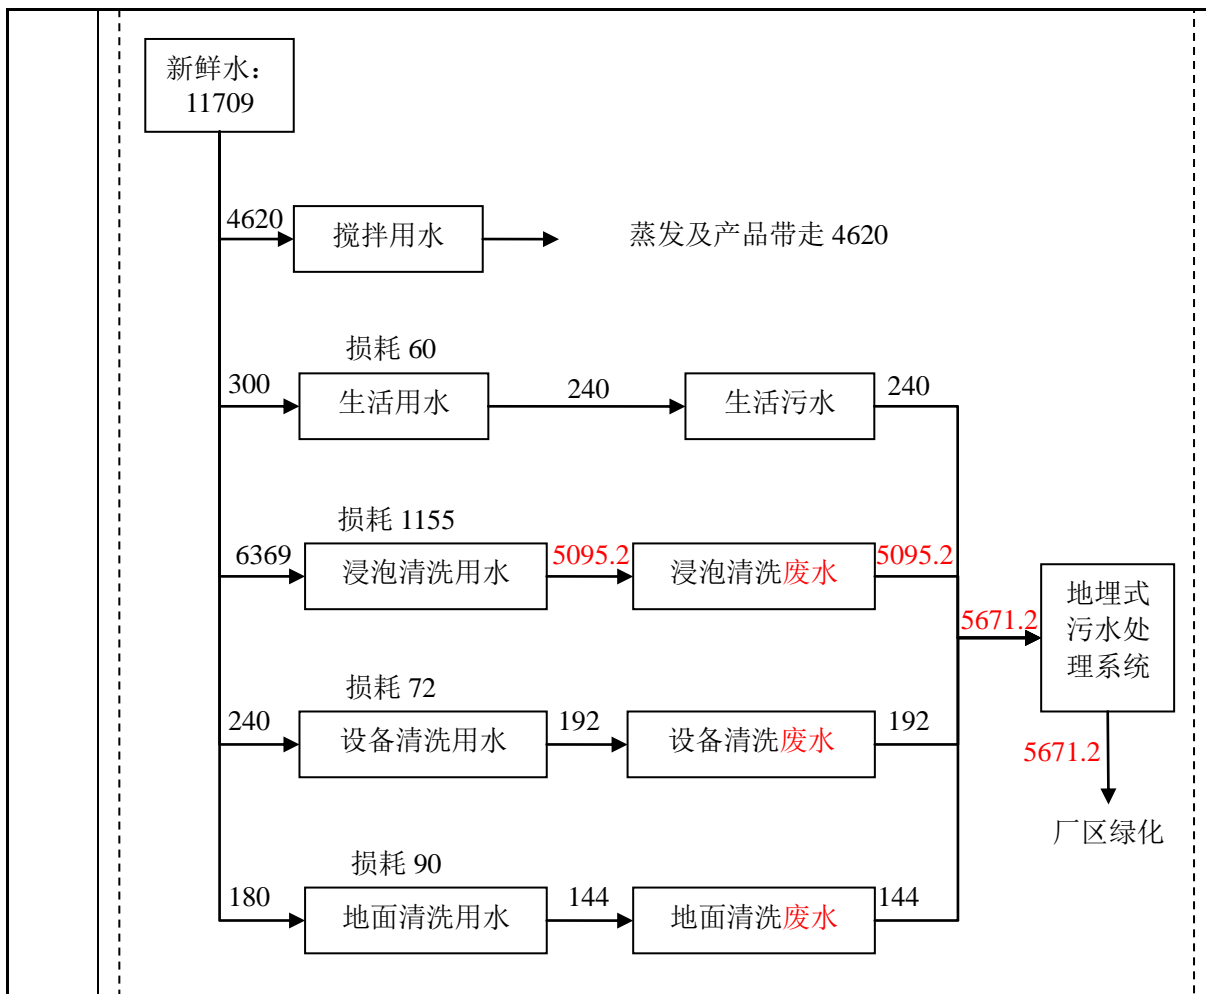 新鲜水：
11709
4620
搅拌用水
蒸发及产品带走 4620
损耗 60
300
生活用水
240
生活污水
240
损耗 1155
6369
浸泡清洗用水
5095.2
浸泡清洗废水
5095.2
5671.2
地埋式
污水处
理系统
损耗 72
240
设备清洗用水
192
设备清洗废水
192
5671.2
厂区绿化
损耗 90
180
地面清洗用水
144
地面清洗废水
144